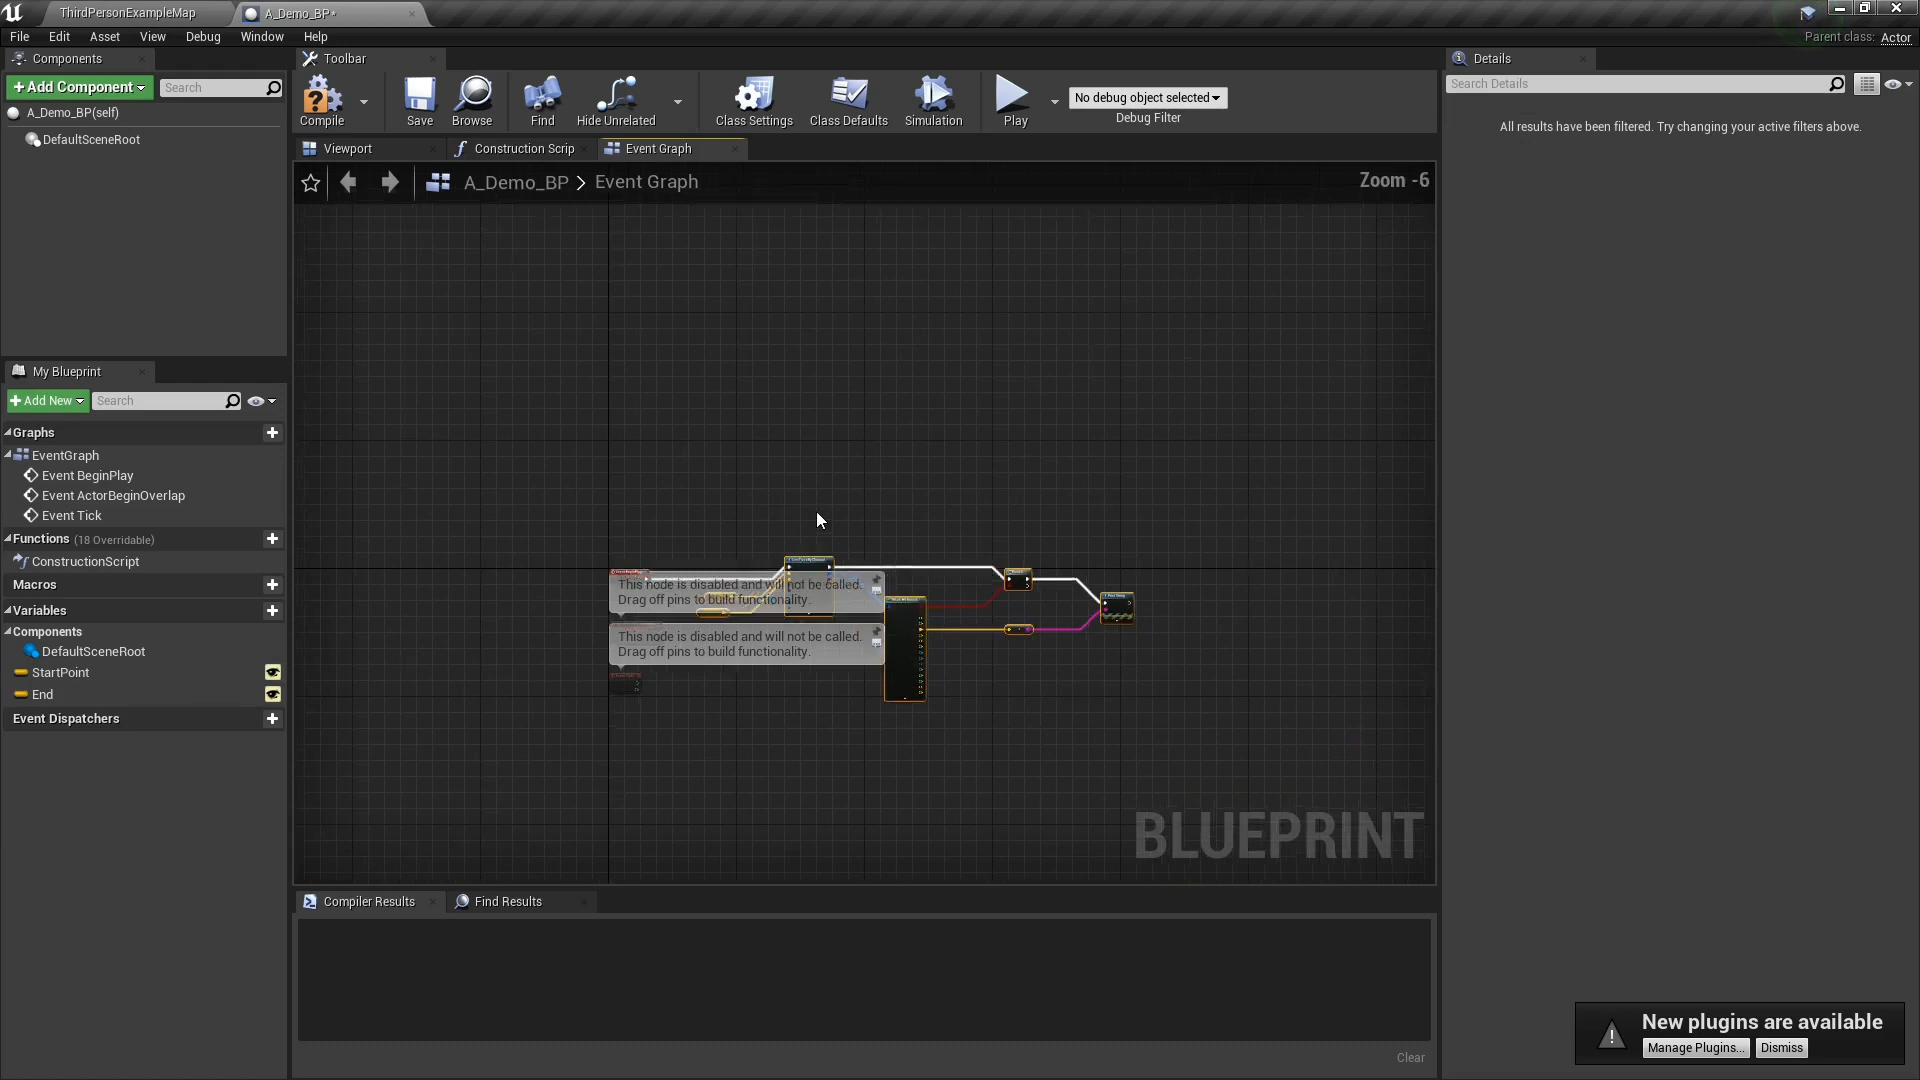 ThirdPersonExampleMap
A_Demo_BP*
File
Edit
Asset
View
Debug
Window
Help
Parent class: Actor
Components
+Add Component
Search
A_Demo_BP(self)
DefaultSceneRoot
Toolbar
Compile
Save
Browse
Find
Hide Unrelated
Class Settings
Class Defaults
Simulation
Play
No debug object selected
Debug Filter
Viewport
Construction Scrip
Event Graph
A_Demo_BP > Event Graph
Zoom -6
This node is disabled and will not be called.
Drag off pins to build functionality.
This node is disabled and will not be called.
Drag off pins to build functionality.
BLUEPRINT
My Blueprint
+Add New
Search
Graphs
EventGraph
Event BeginPlay
Event ActorBeginOverlap
Event Tick
Functions (18 Overridable)
ConstructionScript
Macros
Variables
Components
DefaultSceneRoot
StartPoint
End
Event Dispatchers
Compiler Results
Find Results
Clear
Details
Search Details
All results have been filtered. Try changing your active filters above.
New plugins are available
Manage Plugins...
Dismiss